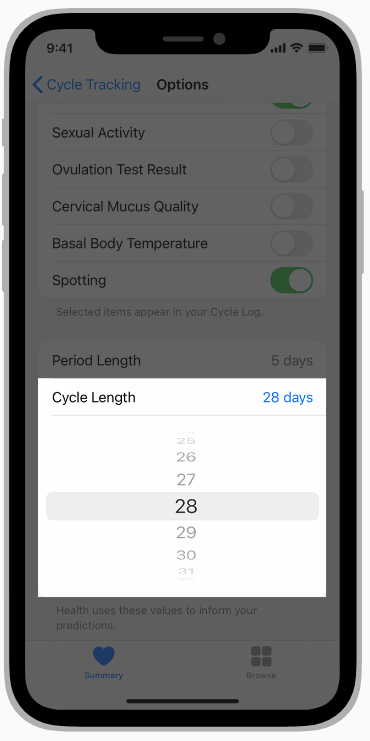 9:41
Cycle Tracking Options
Sexual Activity
Ovulation Test Result
Cervical Mucus Quality
Basal Body Temperature
Spotting
Selected items appear in your Cycle Log.
Period Length 5 days
Cycle Length 28 days
25
26
27
28
29
30
31
Health uses these values to inform your
predictions.
Summary Browse